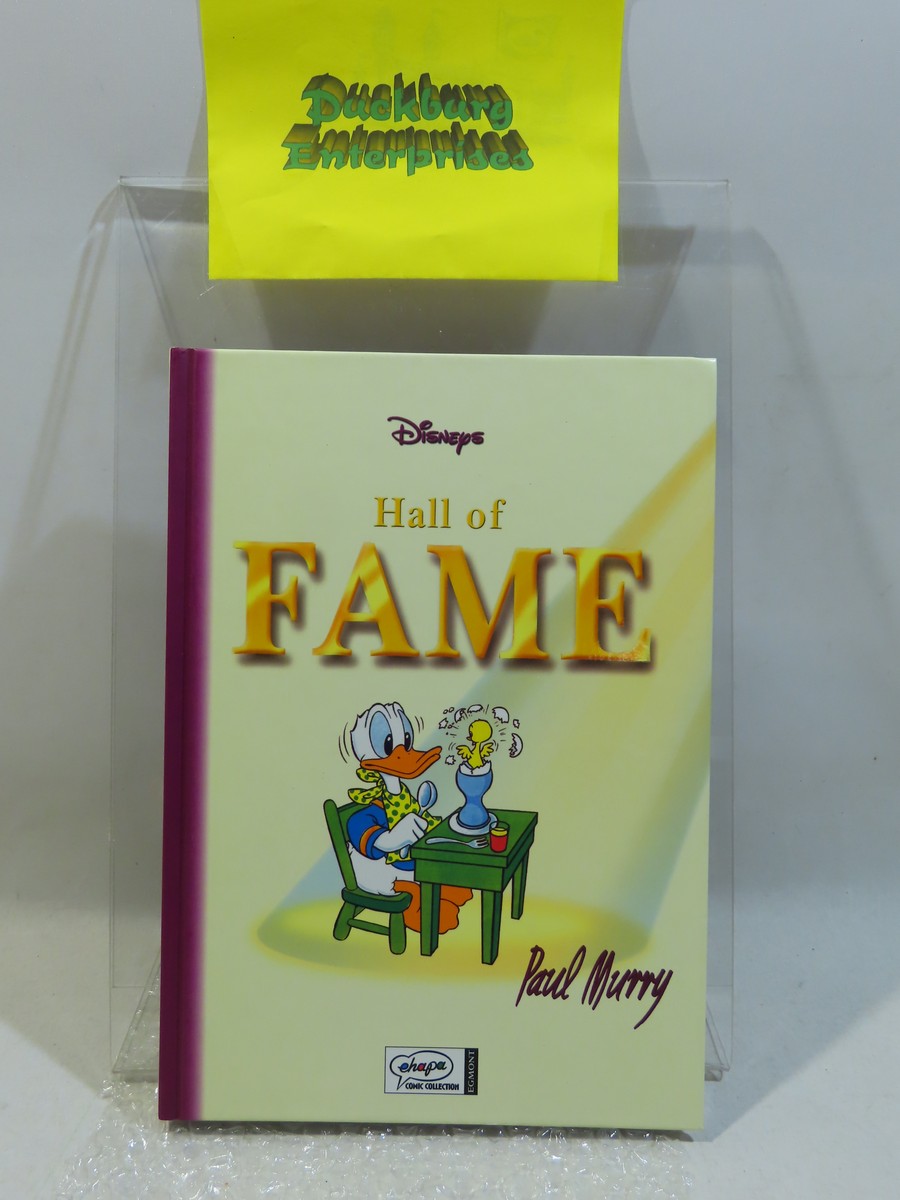 Duckburg
Enterprises
Disneys
Hall of
FAME
Paul Murry
ehapa
COMIC COLLECTION
EGMONT